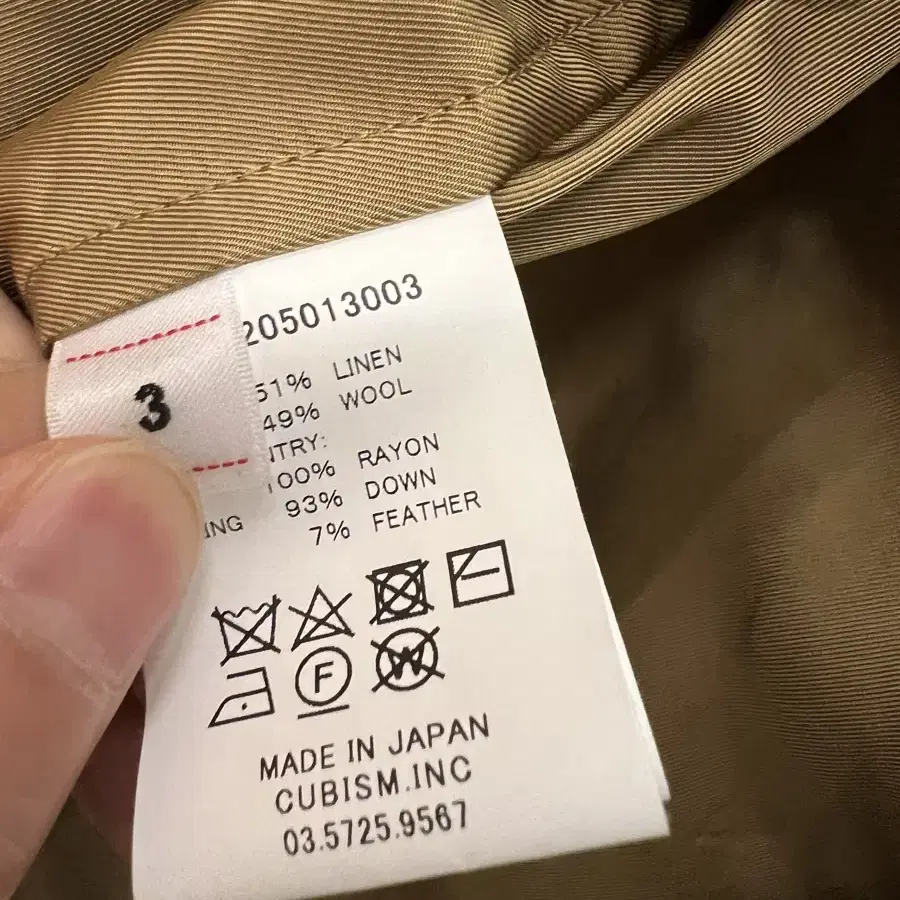 3
205013003
51% LINEN
49% WOOL
NTRY:
100% RAYON
93% DOWN
ING
7% FEATHER
F
W
MADE IN JAPAN
CUBISM.INC
03.5725.9567